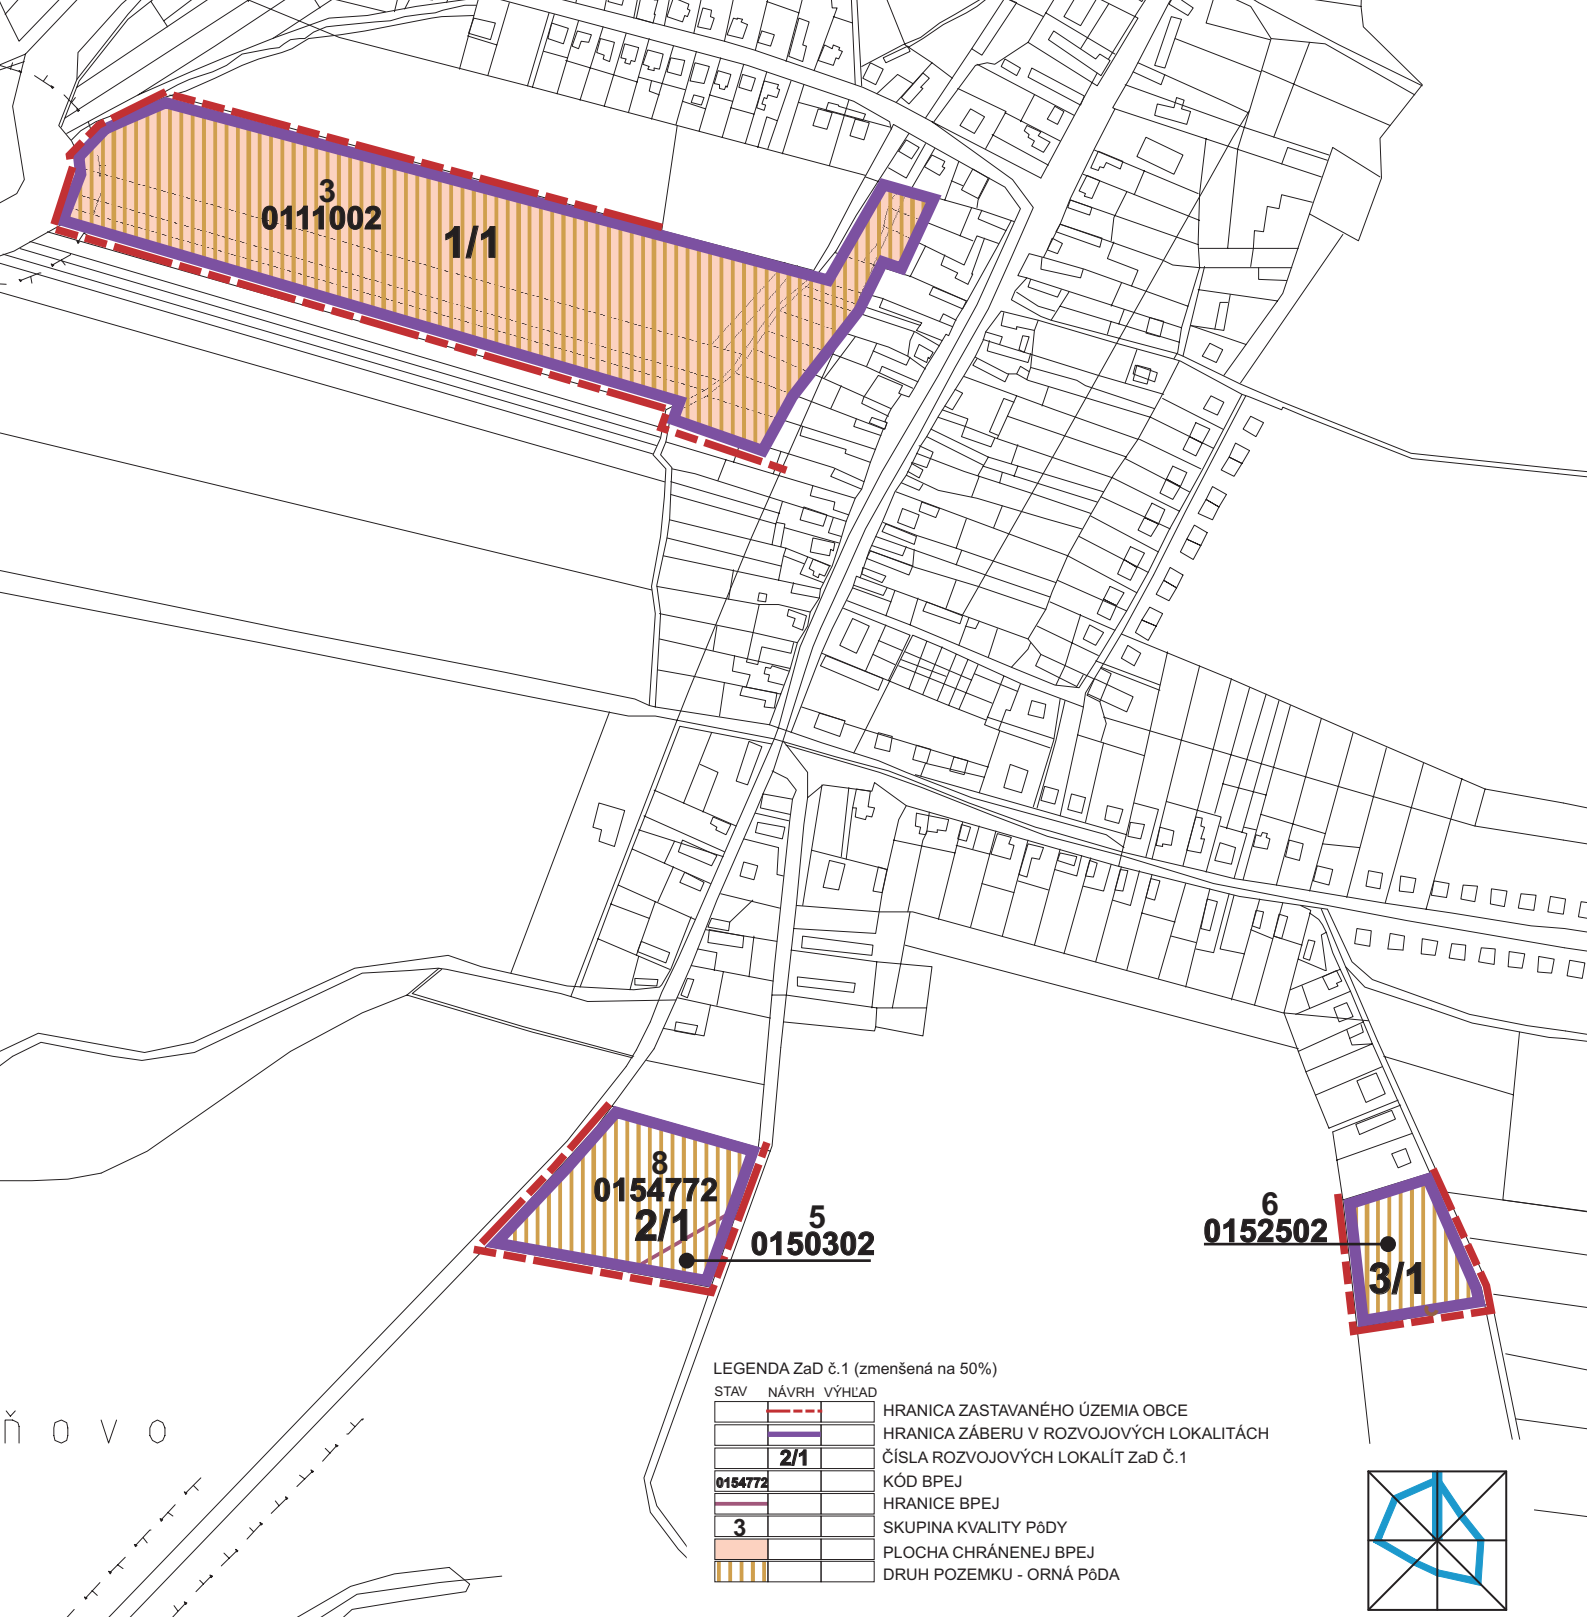 3
0111002
1/1
8
0154772
2/1
5
0150302
6
0152502
3/1
ň o v o
LEGENDA ZaD č.1 (zmenšená na 50%)
STAV NÁVRH VÝHĽAD
HRANICA ZASTAVANÉHO ÚZEMIA OBCE
HRANICA ZÁBERU V ROZVOJOVÝCH LOKALITÁCH
2/1 ČÍSLA ROZVOJOVÝCH LOKALÍT ZaD Č.1
0154772 KÓD BPEJ
HRANICE BPEJ
3 SKUPINA KVALITY PôDY
PLOCHA CHRÁNENEJ BPEJ
DRUH POZEMKU - ORNÁ PôDA